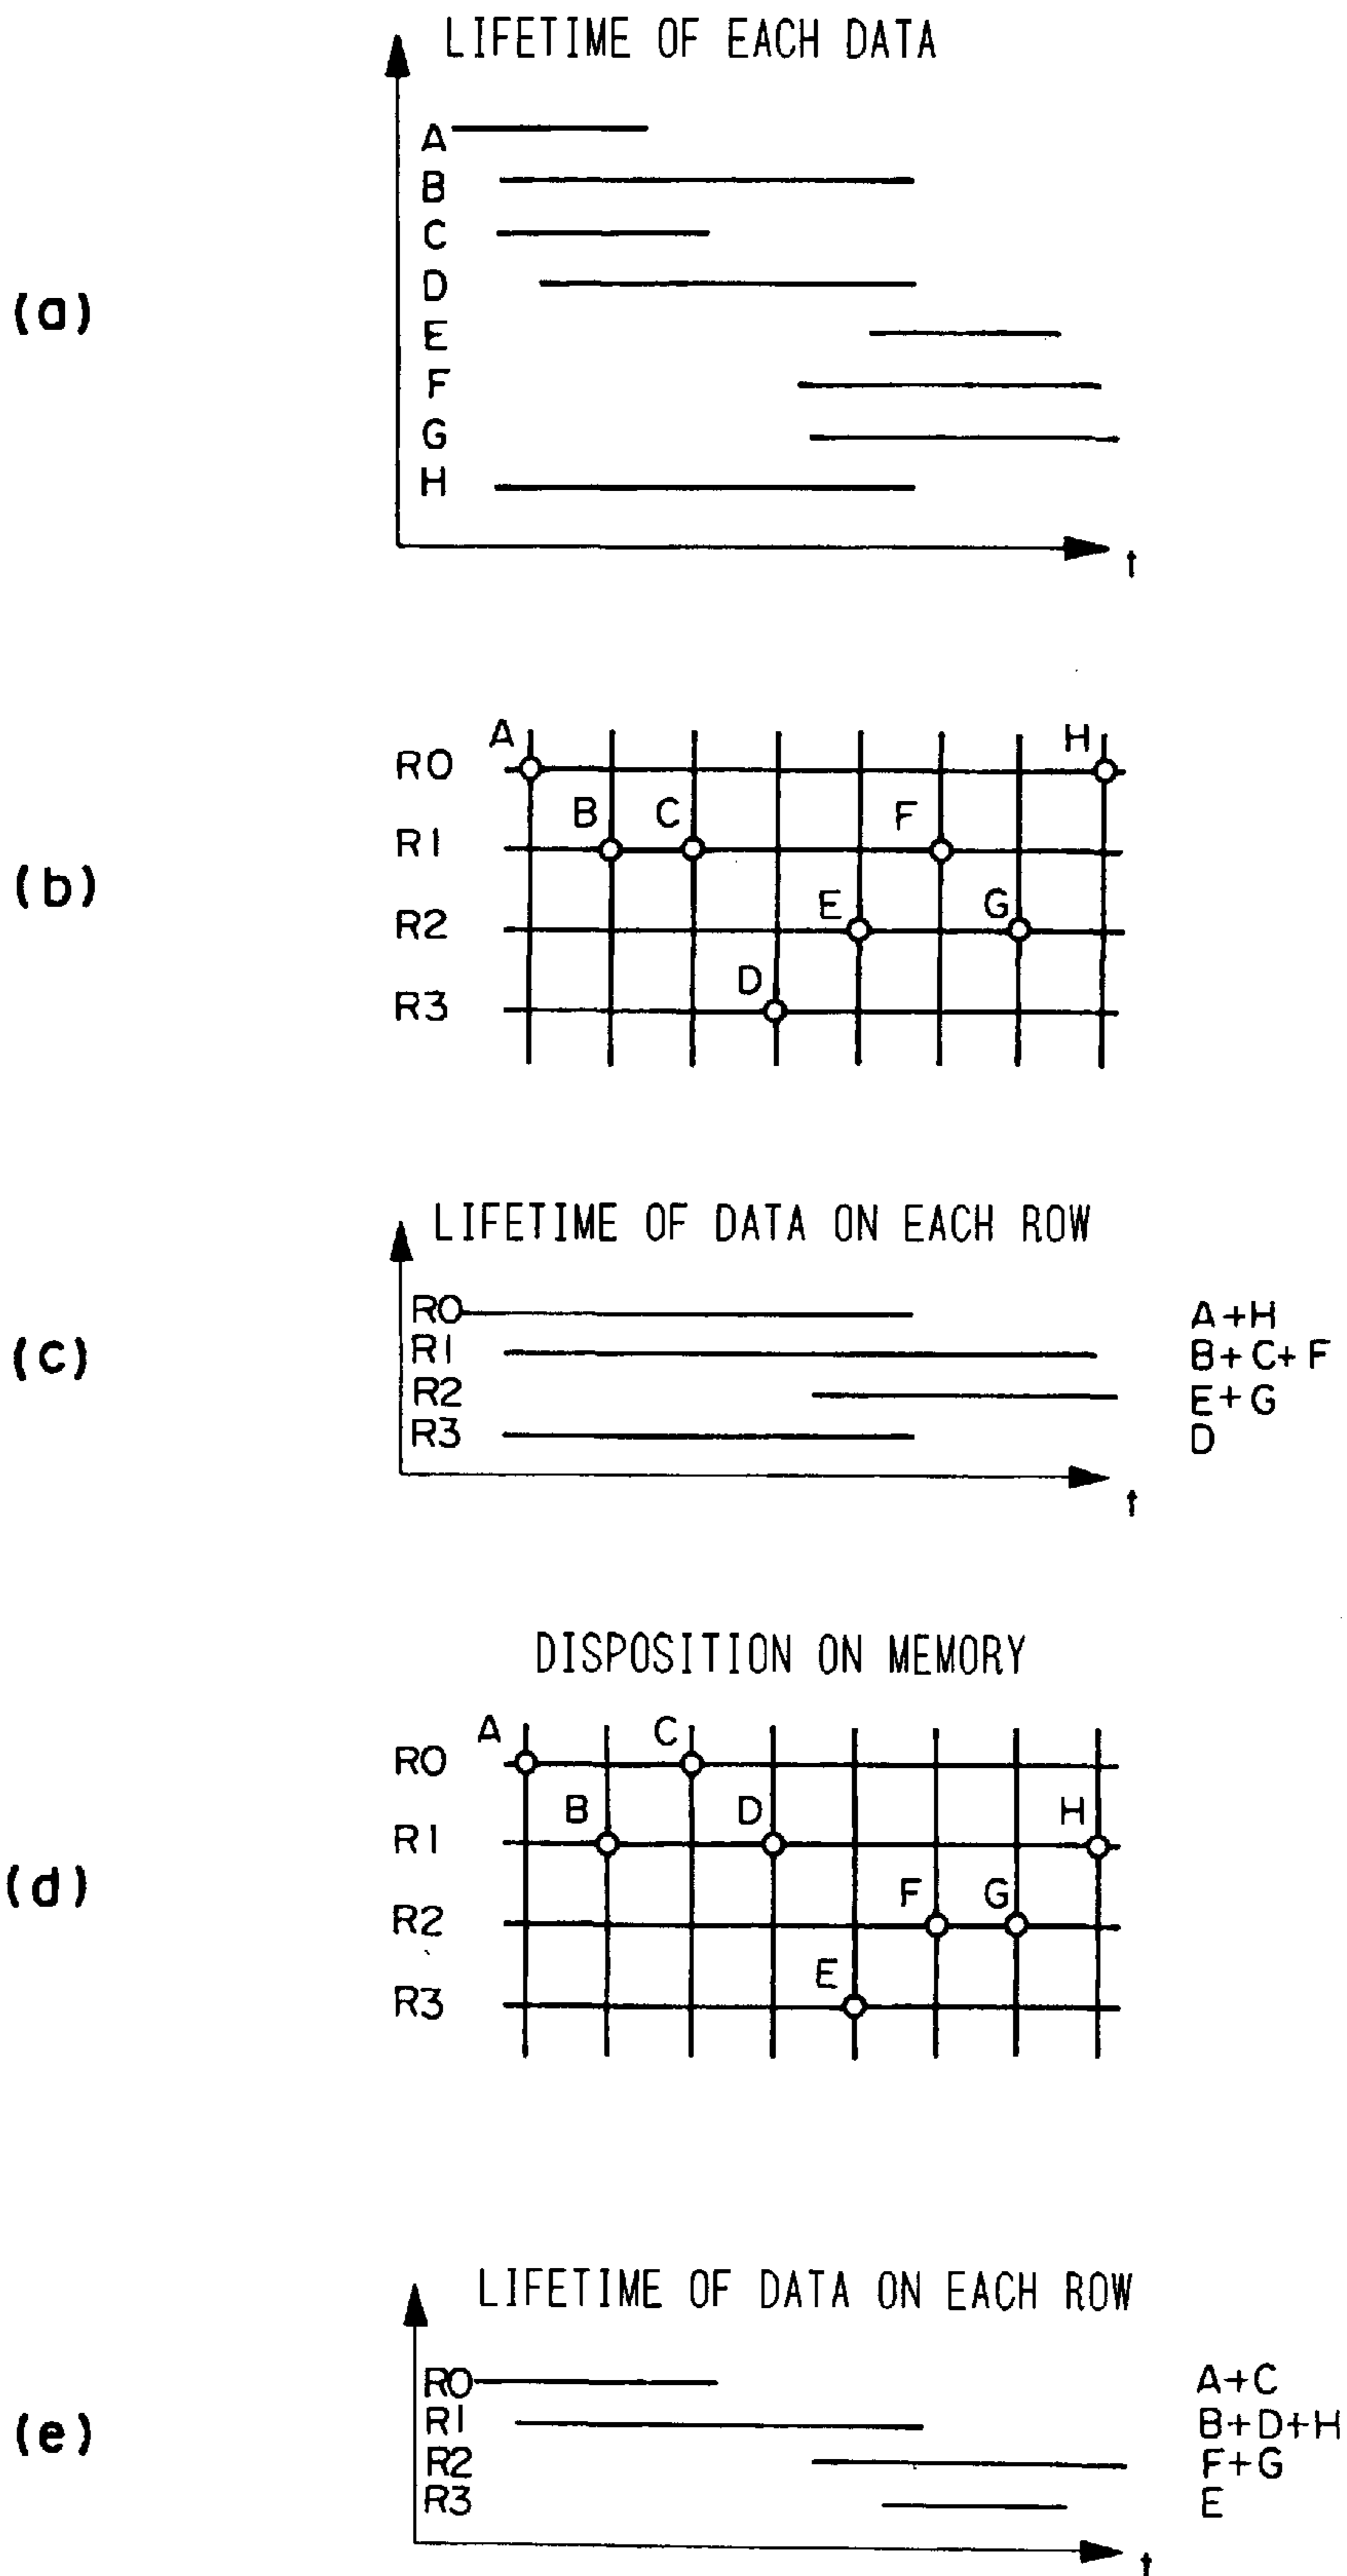 LIFETIME OF EACH DATA
A
B
C
D
(a)
E
F
G
H
t
A H
R0
B C F
R1
(b)
E G
R2
D
R3
LIFETIME OF DATA ON EACH ROW
R0 A+H
(c) R1 B+C+F
R2 E+G
R3 D
t
DISPOSITION ON MEMORY
A C
R0
B D H
R1
(d)
F G
R2
E
R3
LIFETIME OF DATA ON EACH ROW
R0 A+C
(e) R1 B+D+H
R2 F+G
R3 E
t